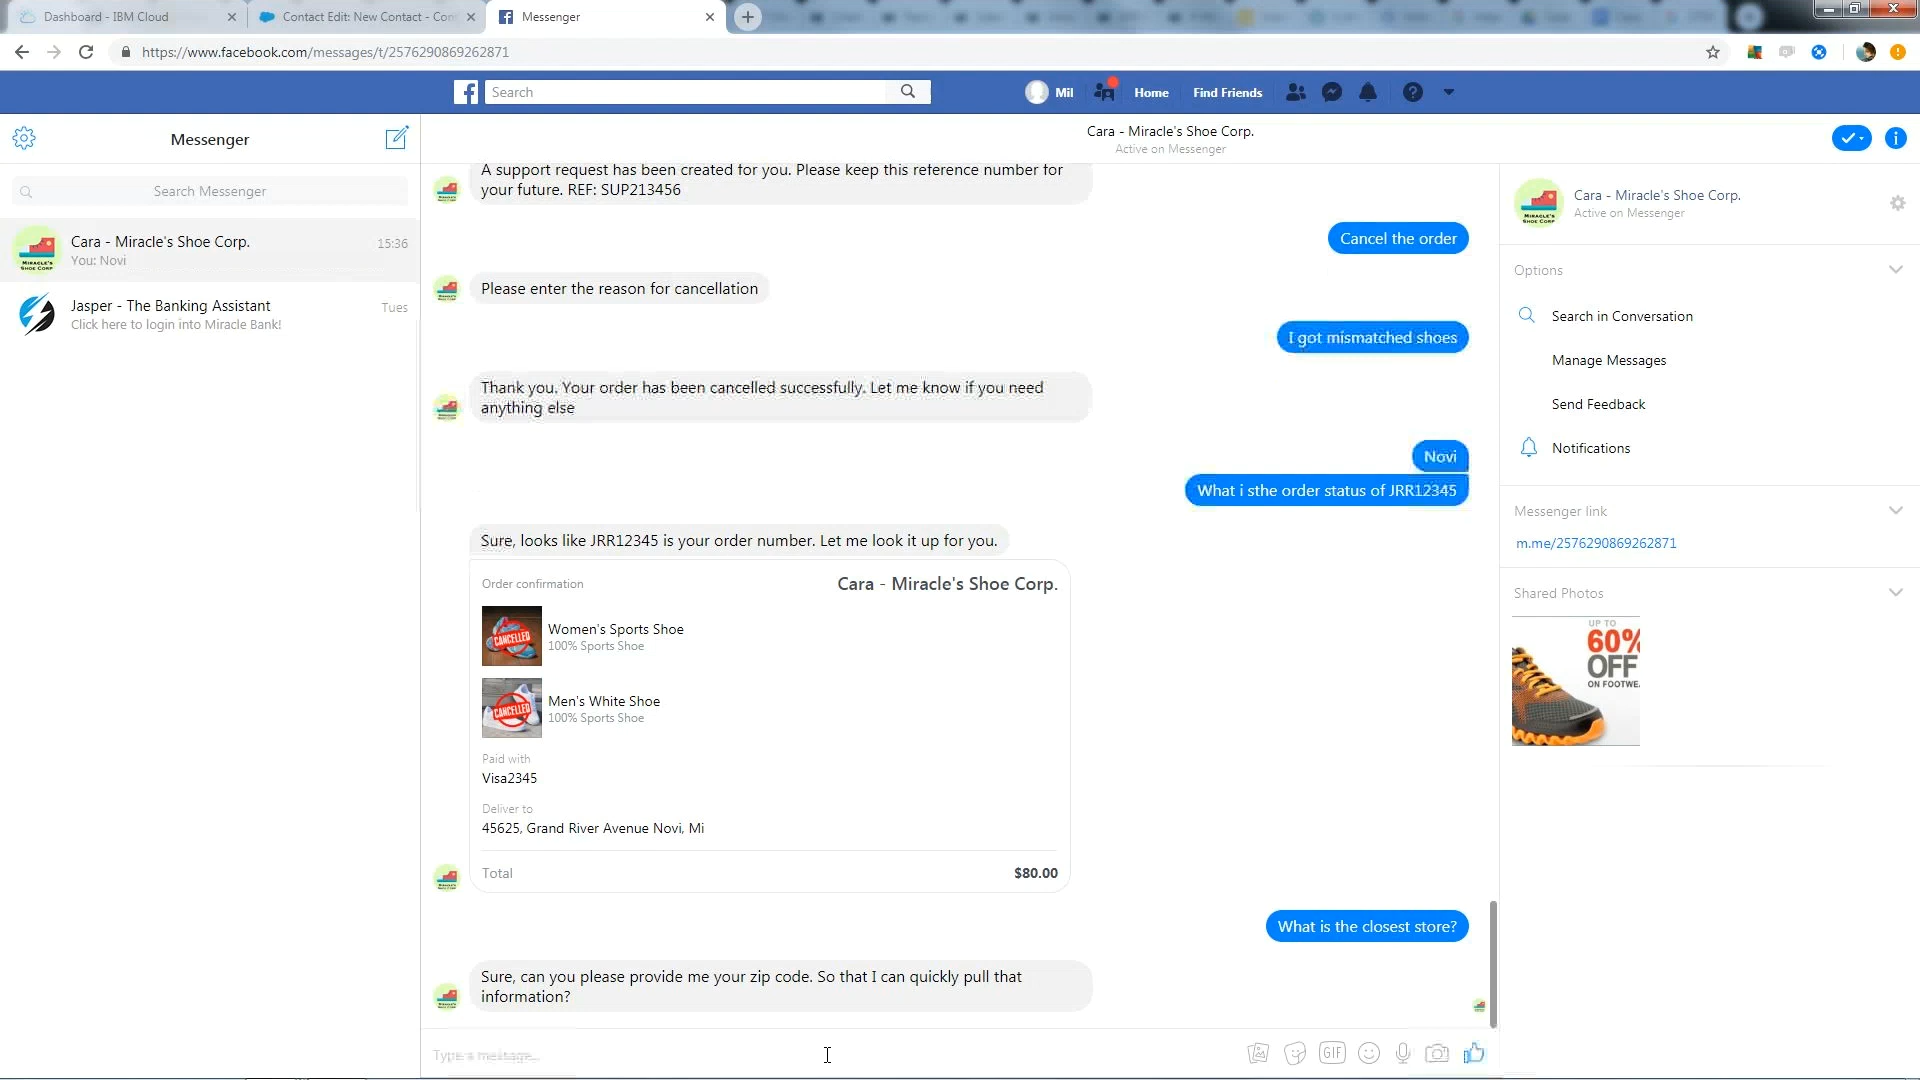 Dashboard - IBM Cloud
Contact Edit: New Contact - Con
Messenger
https://www.facebook.com/messages/t/2576290869262871
Search
Mil
Home
Find Friends
Messenger
Search Messenger
Cara - Miracle's Shoe Corp.
15:36
You: Novi
Jasper - The Banking Assistant
Tues
Click here to login into Miracle Bank!
Cara - Miracle's Shoe Corp.
Active on Messenger
A support request has been created for you. Please keep this reference number for
your future. REF: SUP213456
Cancel the order
Please enter the reason for cancellation
I got mismatched shoes
Thank you. Your order has been cancelled successfully. Let me know if you need
anything else
Novi
What i sthe order status of JRR12345
Sure, looks like JRR12345 is your order number. Let me look it up for you.
Order confirmation
Cara - Miracle's Shoe Corp.
CANCELLED
Women's Sports Shoe
100% Sports Shoe
CANCELLED
Men's White Shoe
100% Sports Shoe
Paid with
Visa2345
Deliver to
45625, Grand River Avenue Novi, Mi
Total
$80.00
What is the closest store?
Sure, can you please provide me your zip code. So that I can quickly pull that
information?
Type a message...
GIF
MIRACLE'S
SHOE CORP
Cara - Miracle's Shoe Corp.
Active on Messenger
Options
Search in Conversation
Manage Messages
Send Feedback
Notifications
Messenger link
m.me/2576290869262871
Shared Photos
UP TO
60%
OFF
ON FOOTWE